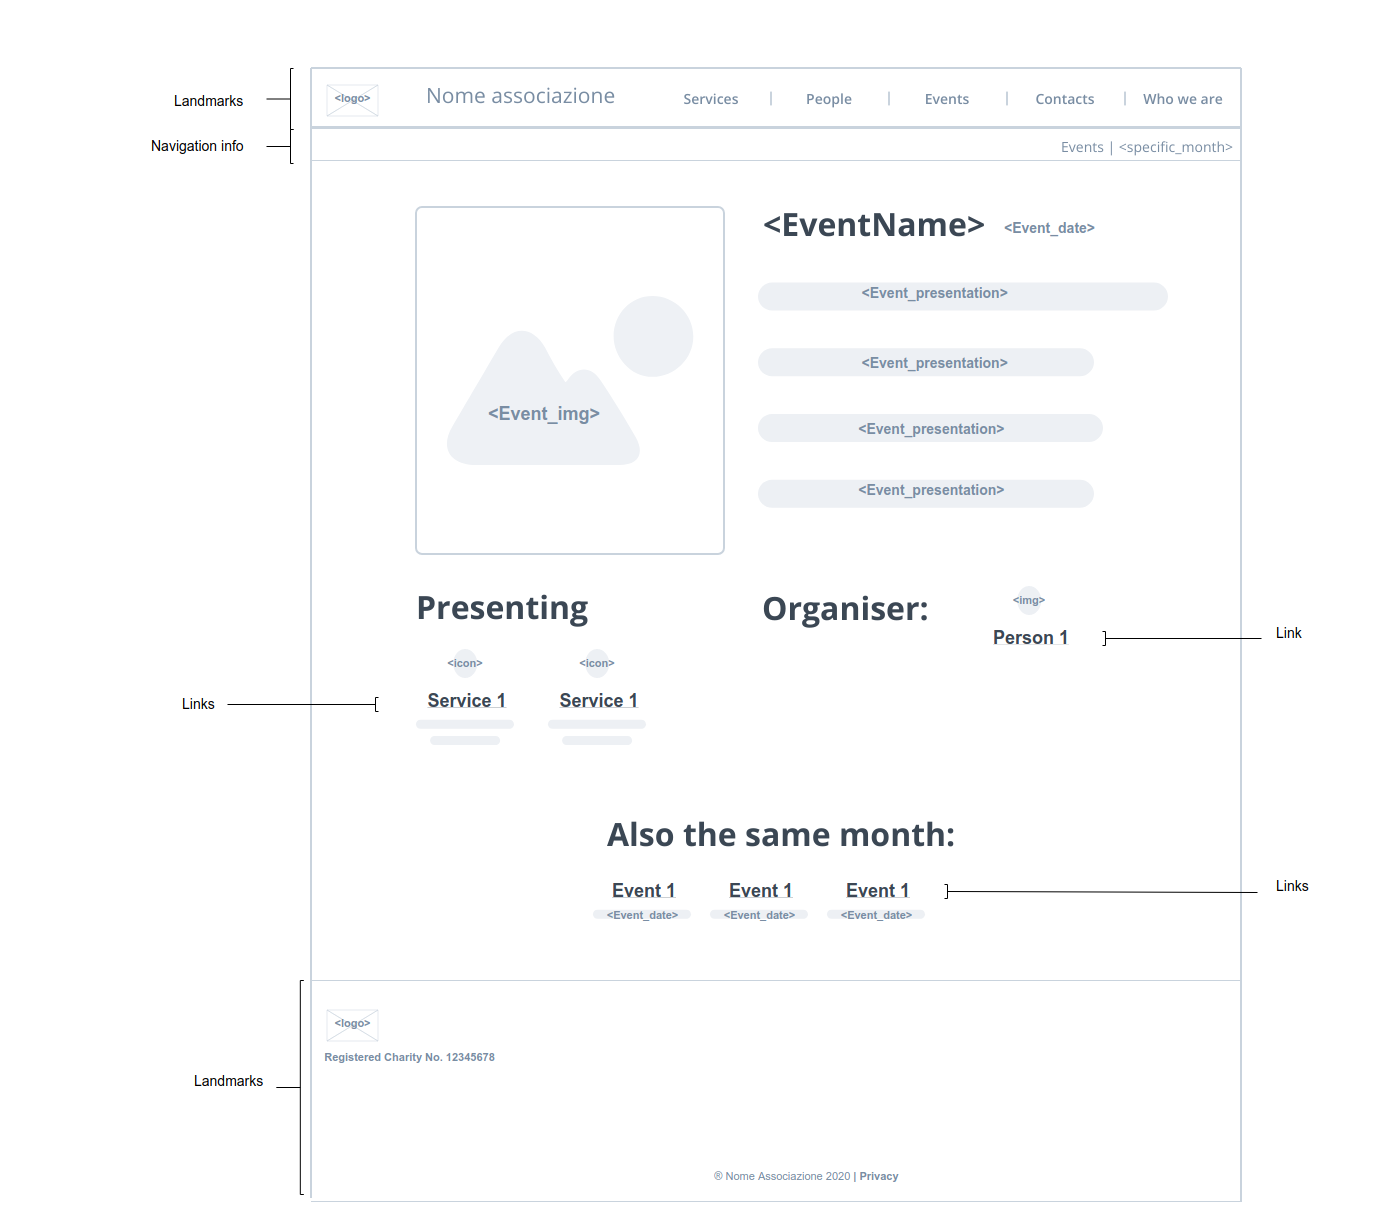 Landmarks
<logo>
Nome associazione
Services | People | Events | Contacts | Who we are
Navigation info
Events | <specific_month>
<EventName>
<Event_date>
<Event_presentation>
<Event_presentation>
<Event_img>
<Event_presentation>
<Event_presentation>
Presenting
Organiser:
<img>
Person 1
Link
<icon>
<icon>
Links
Service 1
Service 1
Also the same month:
Event 1
Event 1
Event 1
Links
<Event_date>
<Event_date>
<Event_date>
<logo>
Registered Charity No. 12345678
Landmarks
® Nome Associazione 2020 | Privacy